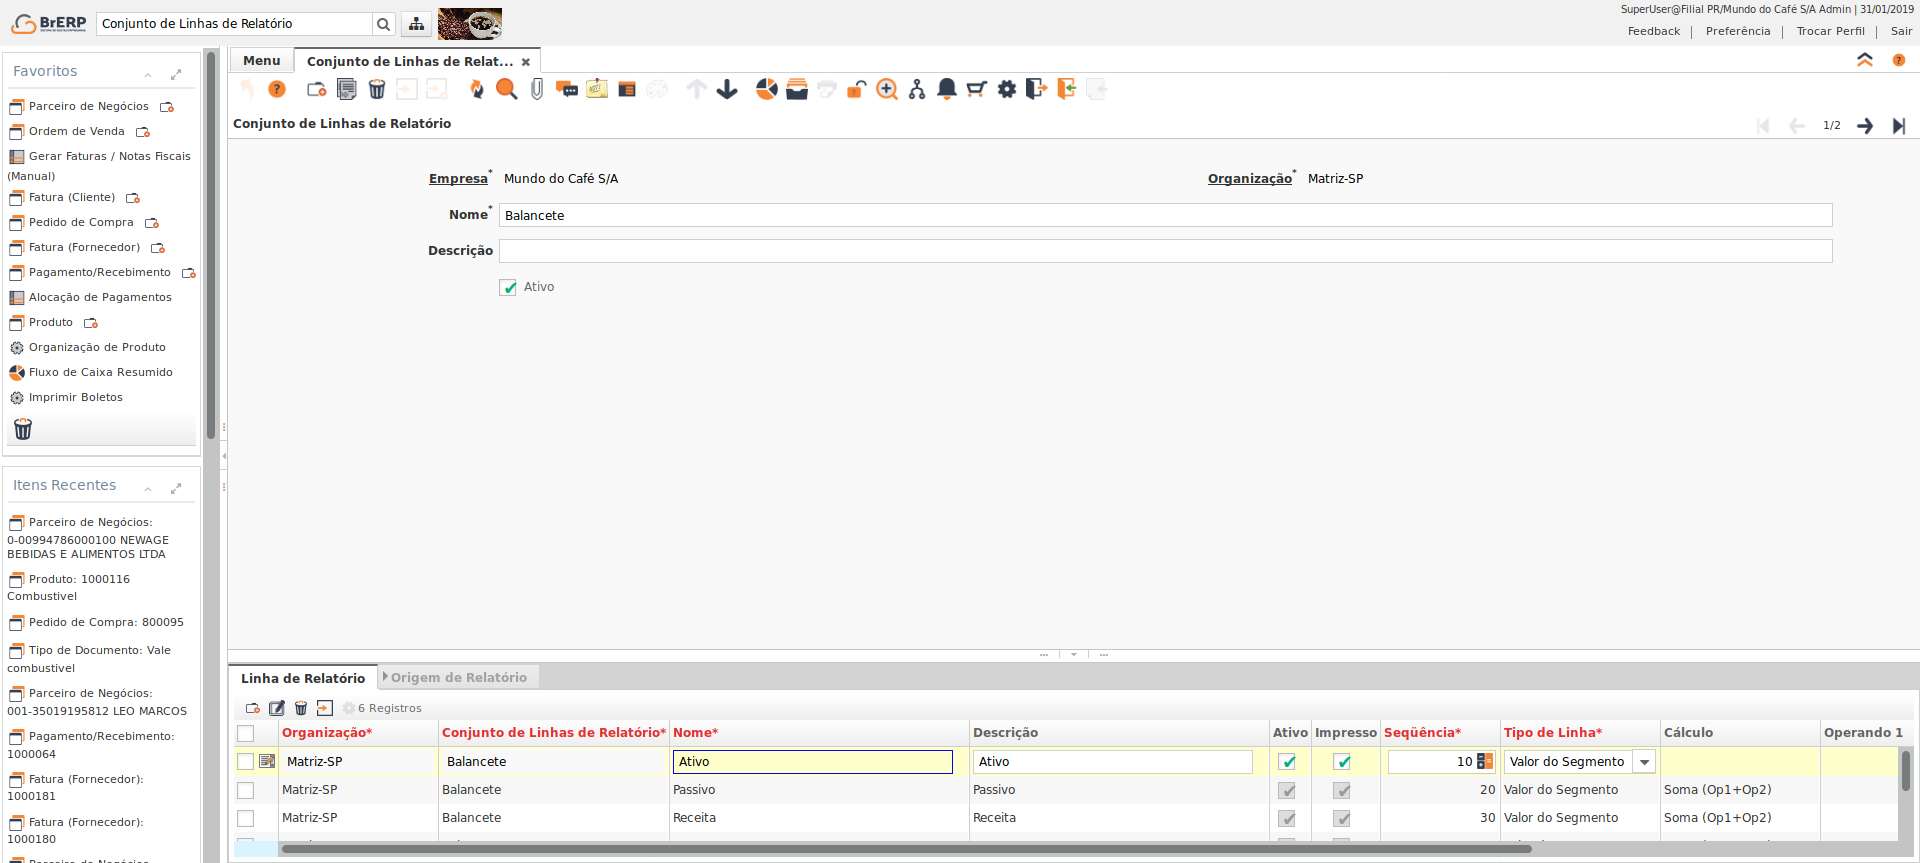 BrERP
Conjunto de Linhas de Relatório
SuperUser@Filial PR/Mundo do Café S/A Admin | 31/01/2019
Feedback | Preferência | Trocar Perfil | Sair
Favoritos
Parceiro de Negócios
Ordem de Venda
Gerar Faturas / Notas Fiscais
(Manual)
Fatura (Cliente)
Pedido de Compra
Fatura (Fornecedor)
Pagamento/Recebimento
Alocação de Pagamentos
Produto
Organização de Produto
Fluxo de Caixa Resumido
Imprimir Boletos
Itens Recentes
Parceiro de Negócios:
0-00994786000100 NEWAGE
BEBIDAS E ALIMENTOS LTDA
Produto: 1000116
Combustivel
Pedido de Compra: 800095
Tipo de Documento: Vale
combustivel
Parceiro de Negócios:
001-35019195812 LEO MARCOS
Pagamento/Recebimento:
1000064
Fatura (Fornecedor):
1000181
Fatura (Fornecedor):
1000180
Parceiro de Negócios
Menu
Conjunto de Linhas de Relat...
Conjunto de Linhas de Relatório
1/2
Empresa* Mundo do Café S/A Organização* Matriz-SP
Nome* Balancete
Descrição
Ativo
Linha de Relatório Origem de Relatório
6 Registros
Organização* Conjunto de Linhas de Relatório* Nome* Descrição Ativo Impresso Seqüência* Tipo de Linha* Cálculo Operando 1
Matriz-SP Balancete Ativo Ativo 10 Valor do Segmento
Matriz-SP Balancete Passivo Passivo 20 Valor do Segmento Soma (Op1+Op2)
Matriz-SP Balancete Receita Receita 30 Valor do Segmento Soma (Op1+Op2)